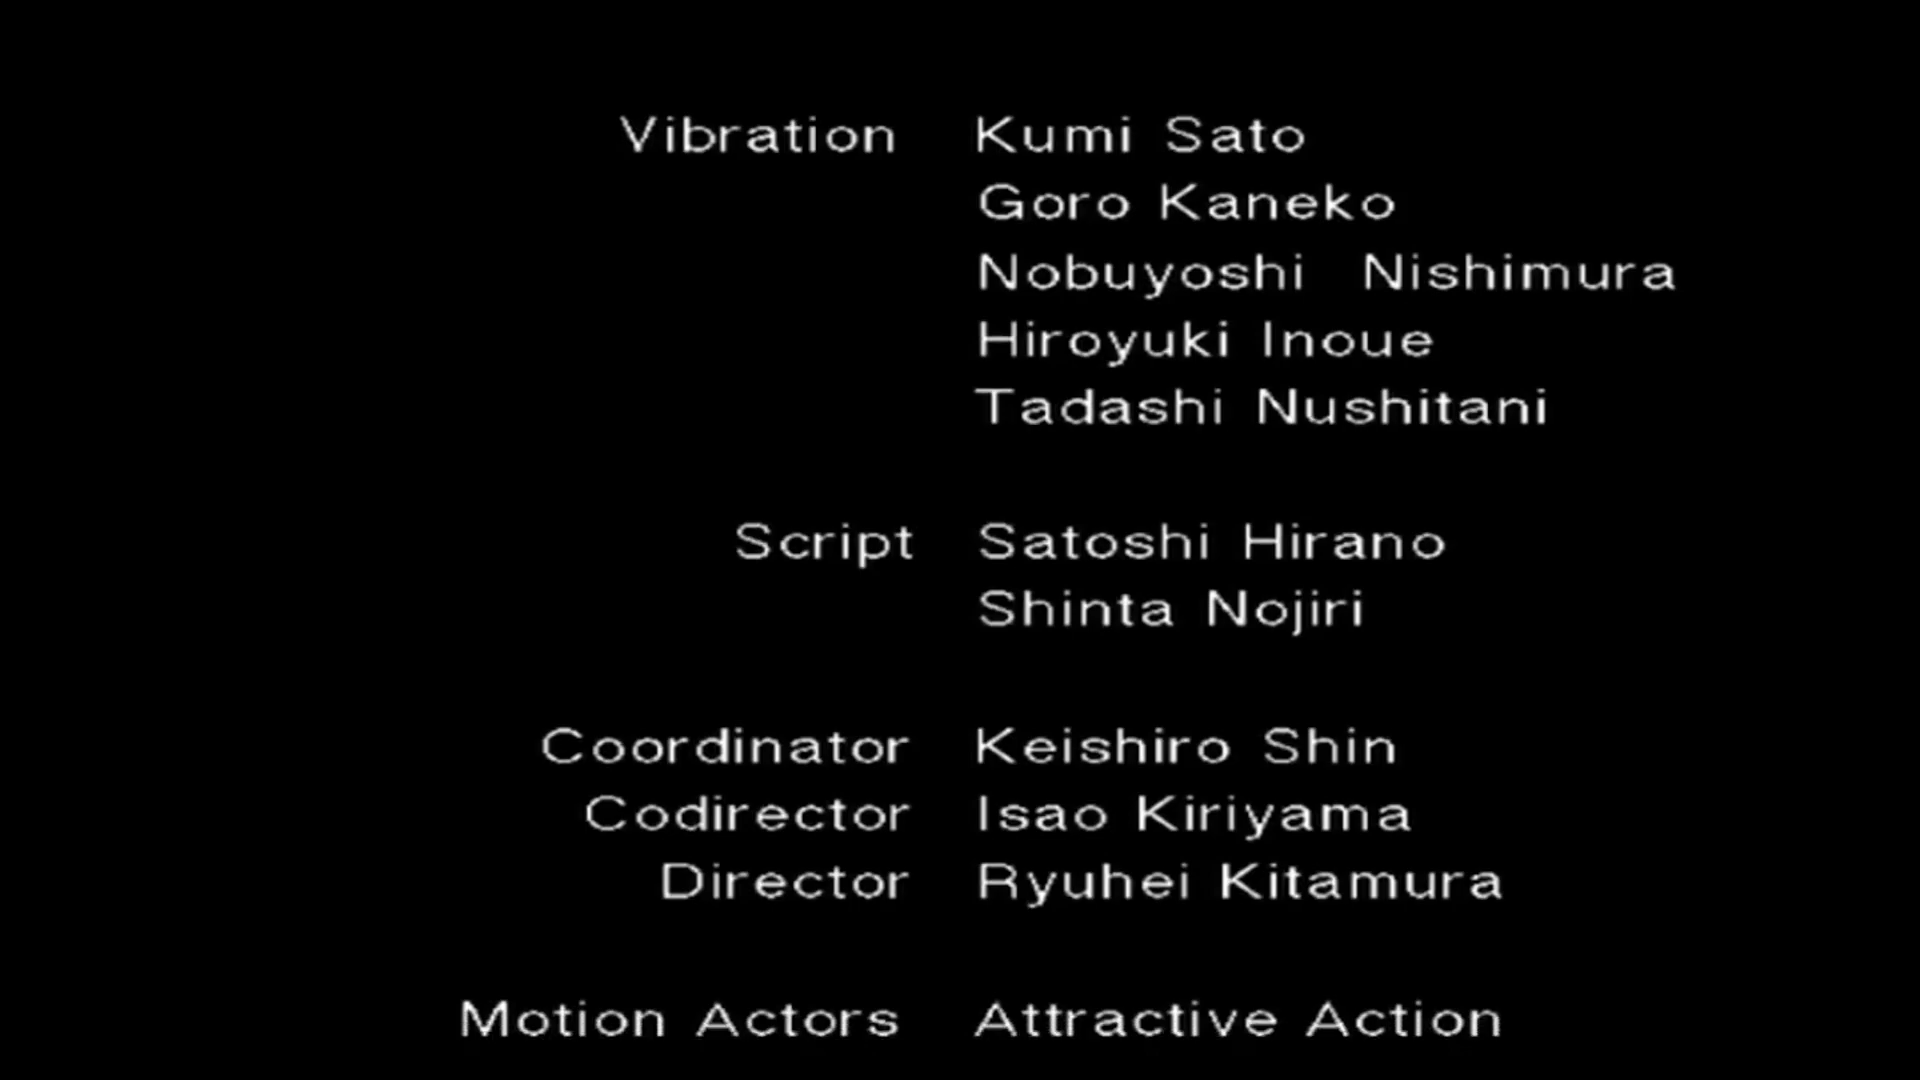 Vibration Kumi Sato
Goro Kaneko
Nobuyoshi Nishimura
Hiroyuki Inoue
Tadashi Nushitani
Script Satoshi Hirano
Shinta Nojiri
Coordinator Keishiro Shin
Codirector Isao Kiriyama
Director Ryuhei Kitamura
Motion Actors Attractive Action